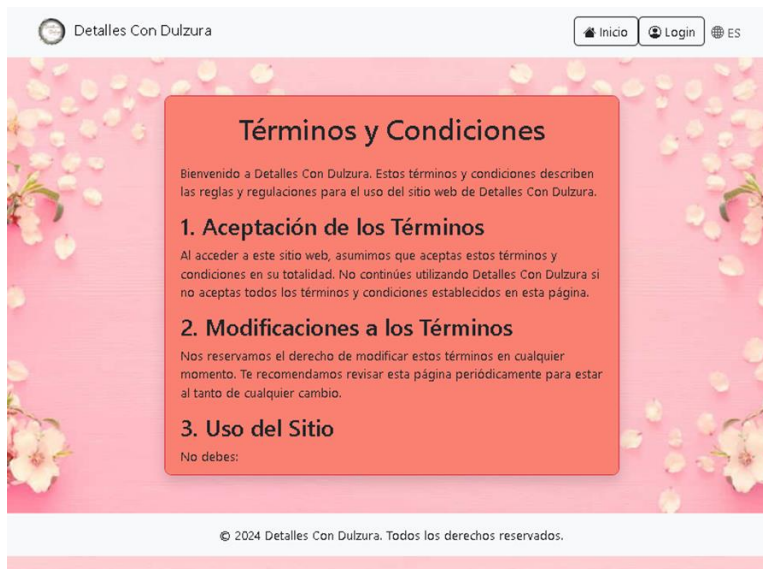 Detalles Con Dulzura
Inicio
Login
ES
Términos y Condiciones
Bienvenido a Detalles Con Dulzura. Estos términos y condiciones describen
las reglas y regulaciones para el uso del sitio web de Detalles Con Dulzura.
1. Aceptación de los Términos
Al acceder a este sitio web, asumimos que aceptas estos términos y
condiciones en su totalidad. No continúes utilizando Detalles Con Dulzura si
no aceptas todos los términos y condiciones establecidos en esta página.
2. Modificaciones a los Términos
Nos reservamos el derecho de modificar estos términos en cualquier
momento. Te recomendamos revisar esta página periódicamente para estar
al tanto de cualquier cambio.
3. Uso del Sitio
No debes:
© 2024 Detalles Con Dulzura. Todos los derechos reservados.